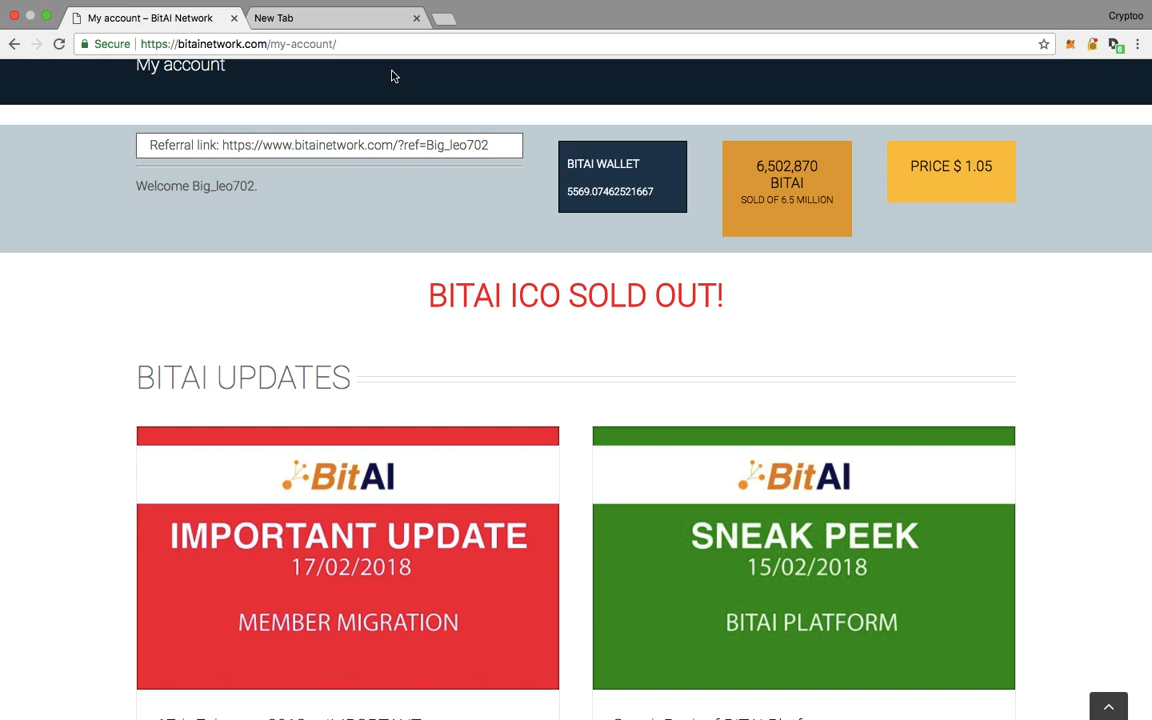 My account – BitAI Network
New Tab
Cryptoo
Secure
https://bitainetwork.com/my-account/
6
My account
Referral link: https://www.bitainetwork.com/?ref=Big_leo702
Welcome Big_leo702.
BITAI WALLET
5569.07462521667
6,502,870
BITAI
SOLD OF 6.5 MILLION
PRICE $ 1.05
BITAI ICO SOLD OUT!
BITAI UPDATES
BitAI
IMPORTANT UPDATE
17/02/2018
MEMBER MIGRATION
BitAI
SNEAK PEEK
15/02/2018
BITAI PLATFORM